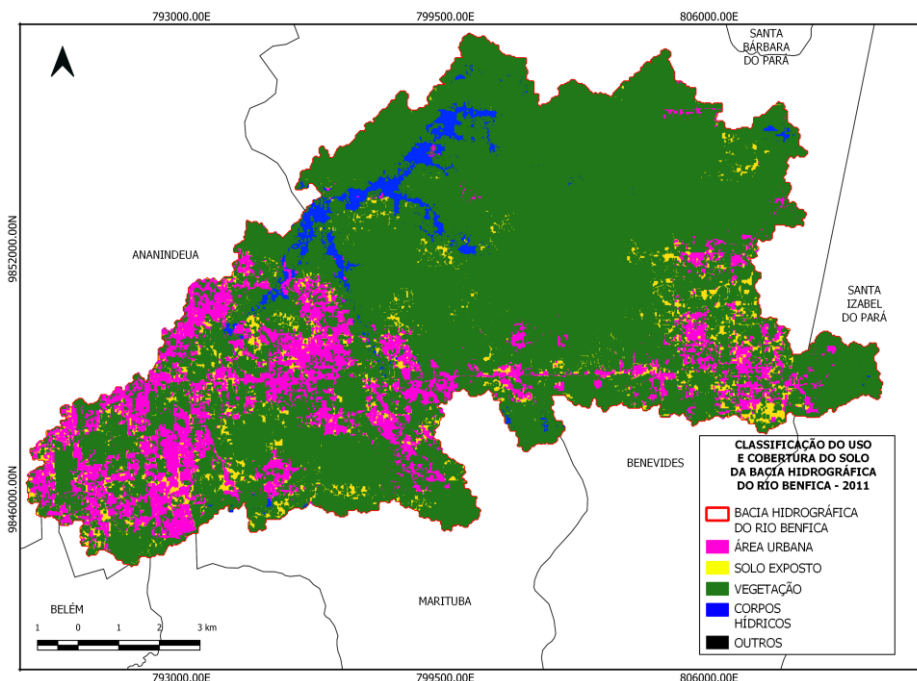 793000.00E
799500.00E
806000.00E
SANTA
BÁRBARA
DO PARÁ
9852000.00N
ANANINDEUA
SANTA
IZABEL
DO PARÁ
BENEVIDES
9846000.00N
BELÉM
MARITUBA
1 0 1 2 3 km
CLASSIFICAÇÃO DO USO
E COBERTURA DO SOLO
DA BACIA HIDROGRÁFICA
DO RIO BENFICA - 2011
BACIA HIDROGRÁFICA
DO RIO BENFICA
ÁREA URBANA
SOLO EXPOSTO
VEGETAÇÃO
CORPOS
HÍDRICOS
OUTROS
793000.00E
799500.00E
806000.00E